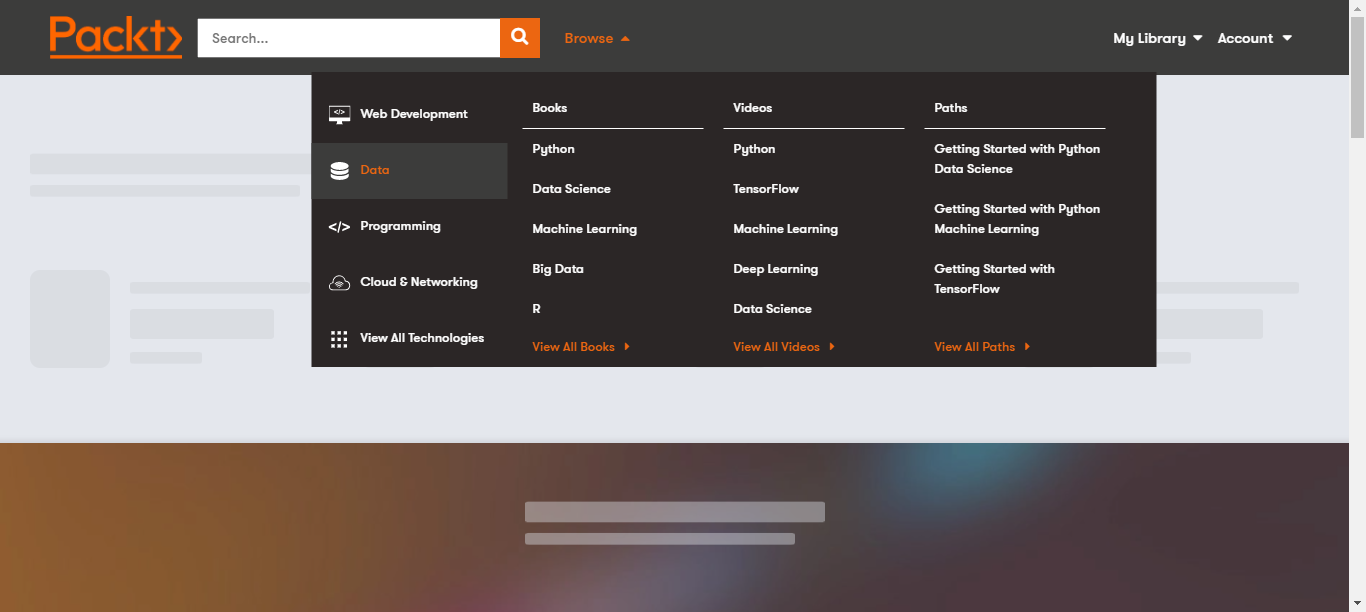 Packt
Search...
Browse
My Library
Account
Web Development
Data
Programming
Cloud & Networking
View All Technologies
Books
Python
Data Science
Machine Learning
Big Data
R
View All Books
Videos
Python
TensorFlow
Machine Learning
Deep Learning
Data Science
View All Videos
Paths
Getting Started with Python
Data Science
Getting Started with Python
Machine Learning
Getting Started with
TensorFlow
View All Paths